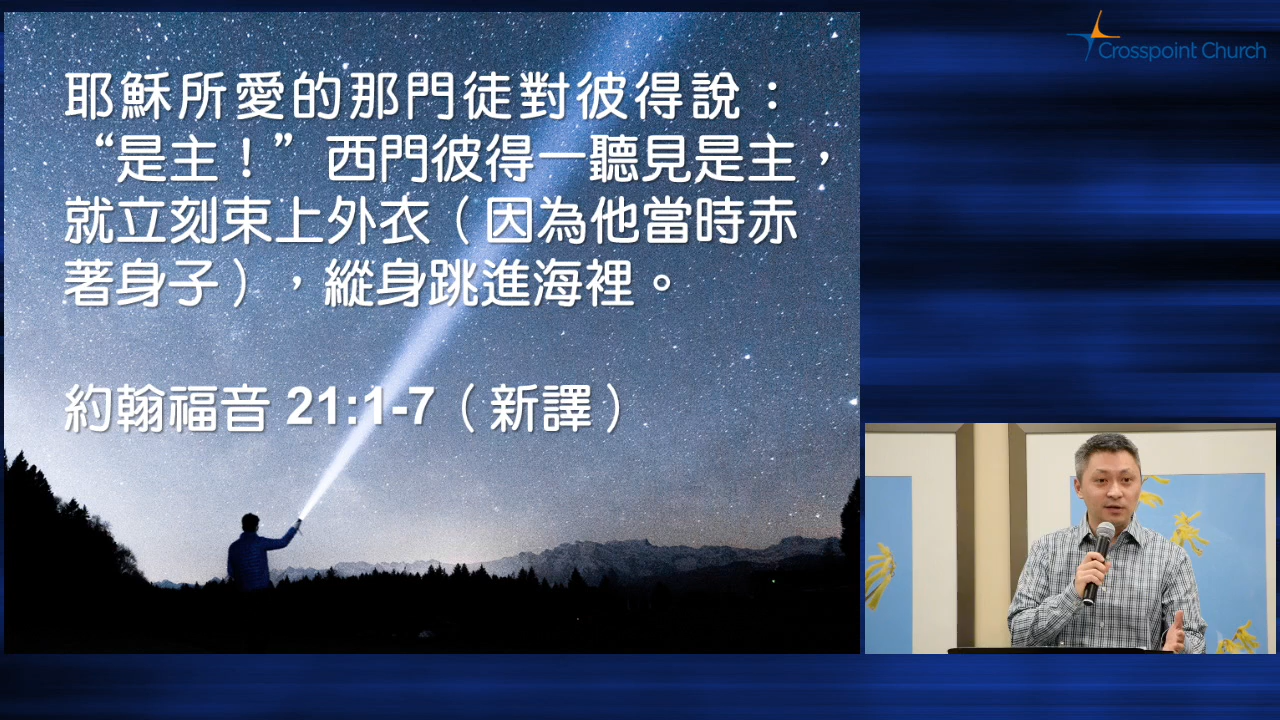 耶穌所愛的那門徒對彼得說：
“是主！”西門彼得一聽見是主，
就立刻束上外衣（因為他當時赤
著身子），縱身跳進海裡。
約翰福音 21:1-7（新譯）
Crosspoint Church